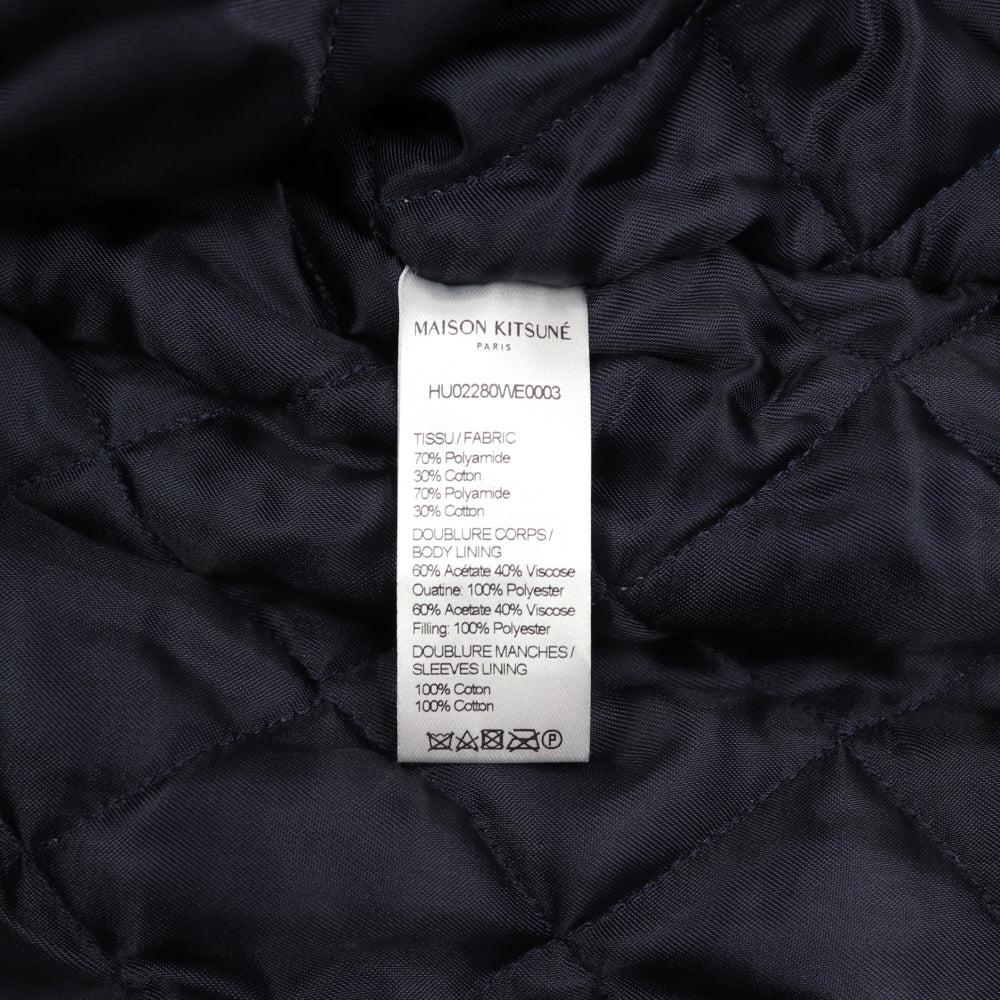 MAISON KITSUNÉ
PARIS
HU02280WE0003
TISSU / FABRIC
70% Polyamide
30% Coton
70% Polyamide
30% Cotton
DOUBLURE CORPS /
BODY LINING
60% Acétate 40% Viscose
Ouatine: 100% Polyester
60% Acetate 40% Viscose
Filling: 100% Polyester
DOUBLURE MANCHES /
SLEEVES LINING
100% Coton
100% Cotton
P